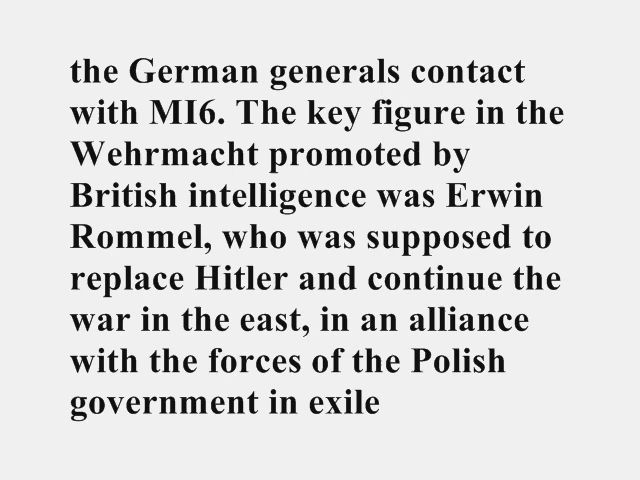 the German generals contact
with MI6. The key figure in the
Wehrmacht promoted by
British intelligence was Erwin
Rommel, who was supposed to
replace Hitler and continue the
war in the east, in an alliance
with the forces of the Polish
government in exile